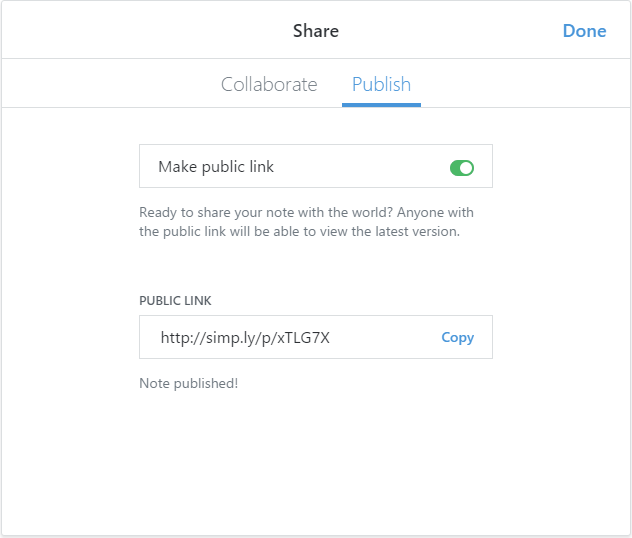 Share
Done
Collaborate
Publish
Make public link
Ready to share your note with the world? Anyone with
the public link will be able to view the latest version.
PUBLIC LINK
http://simp.ly/p/xTLG7X
Copy
Note published!